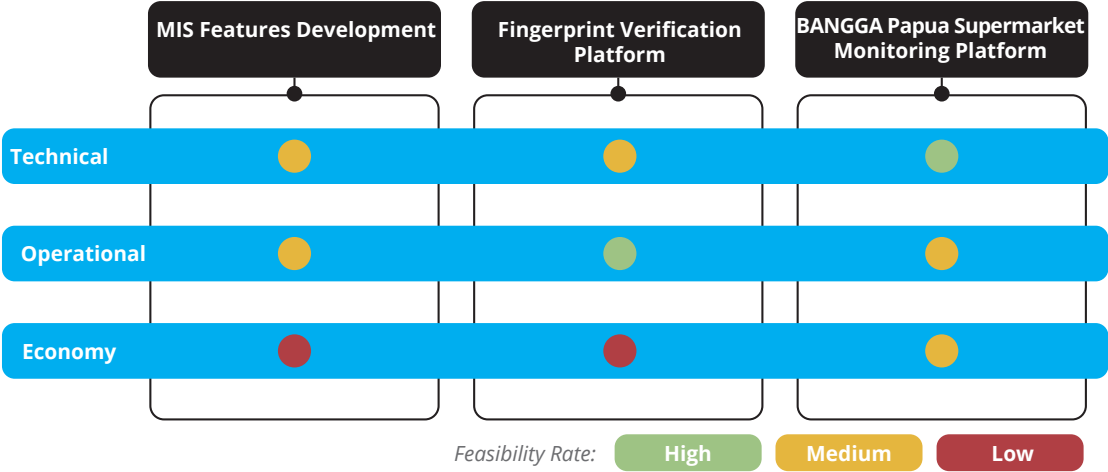 MIS Features Development
Fingerprint Verification
Platform
BANGGA Papua Supermarket
Monitoring Platform
Technical
Operational
Economy
Feasibility Rate:
High
Medium
Low